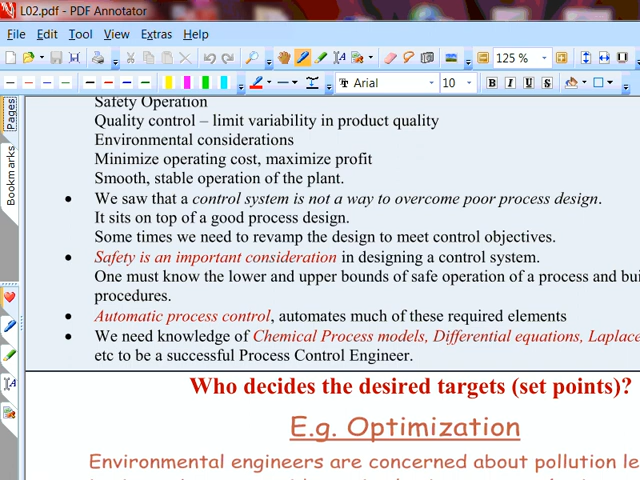 L02.pdf - PDF Annotator
File Edit Tool View Extras Help
125 %
Arial 10 B I U S
Pages
Bookmarks
Safety Operation
Quality control – limit variability in product quality
Environmental considerations
Minimize operating cost, maximize profit
Smooth, stable operation of the plant.
• We saw that a control system is not a way to overcome poor process design.
It sits on top of a good process design.
Some times we need to revamp the design to meet control objectives.
• Safety is an important consideration in designing a control system.
One must know the lower and upper bounds of safe operation of a process and bui
procedures.
• Automatic process control, automates much of these required elements
• We need knowledge of Chemical Process models, Differential equations, Laplace
etc to be a successful Process Control Engineer.
Who decides the desired targets (set points)?
E.g. Optimization
Environmental engineers are concerned about pollution le